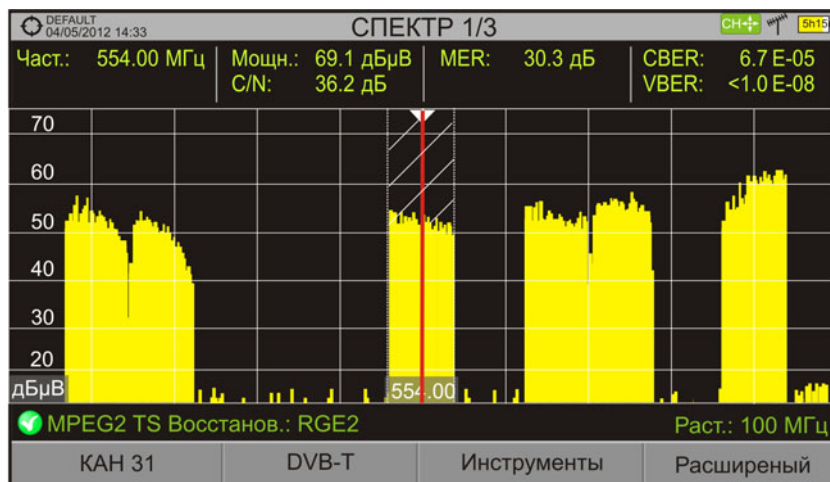 DEFAULT
04/05/2012 14:33
СПЕКТР 1/3
CH
5h15
Част.: 554.00 МГц
Мощн.: 69.1 дБµВ
MER: 30.3 дБ
CBER: 6.7 E-05
C/N: 36.2 дБ
VBER: <1.0 E-08
70
60
50
40
30
20
дБµВ
554.00
MPEG2 TS Восстанов.: RGE2
Раст.: 100 МГц
КАН 31
DVB-T
Инструменты
Расширеный